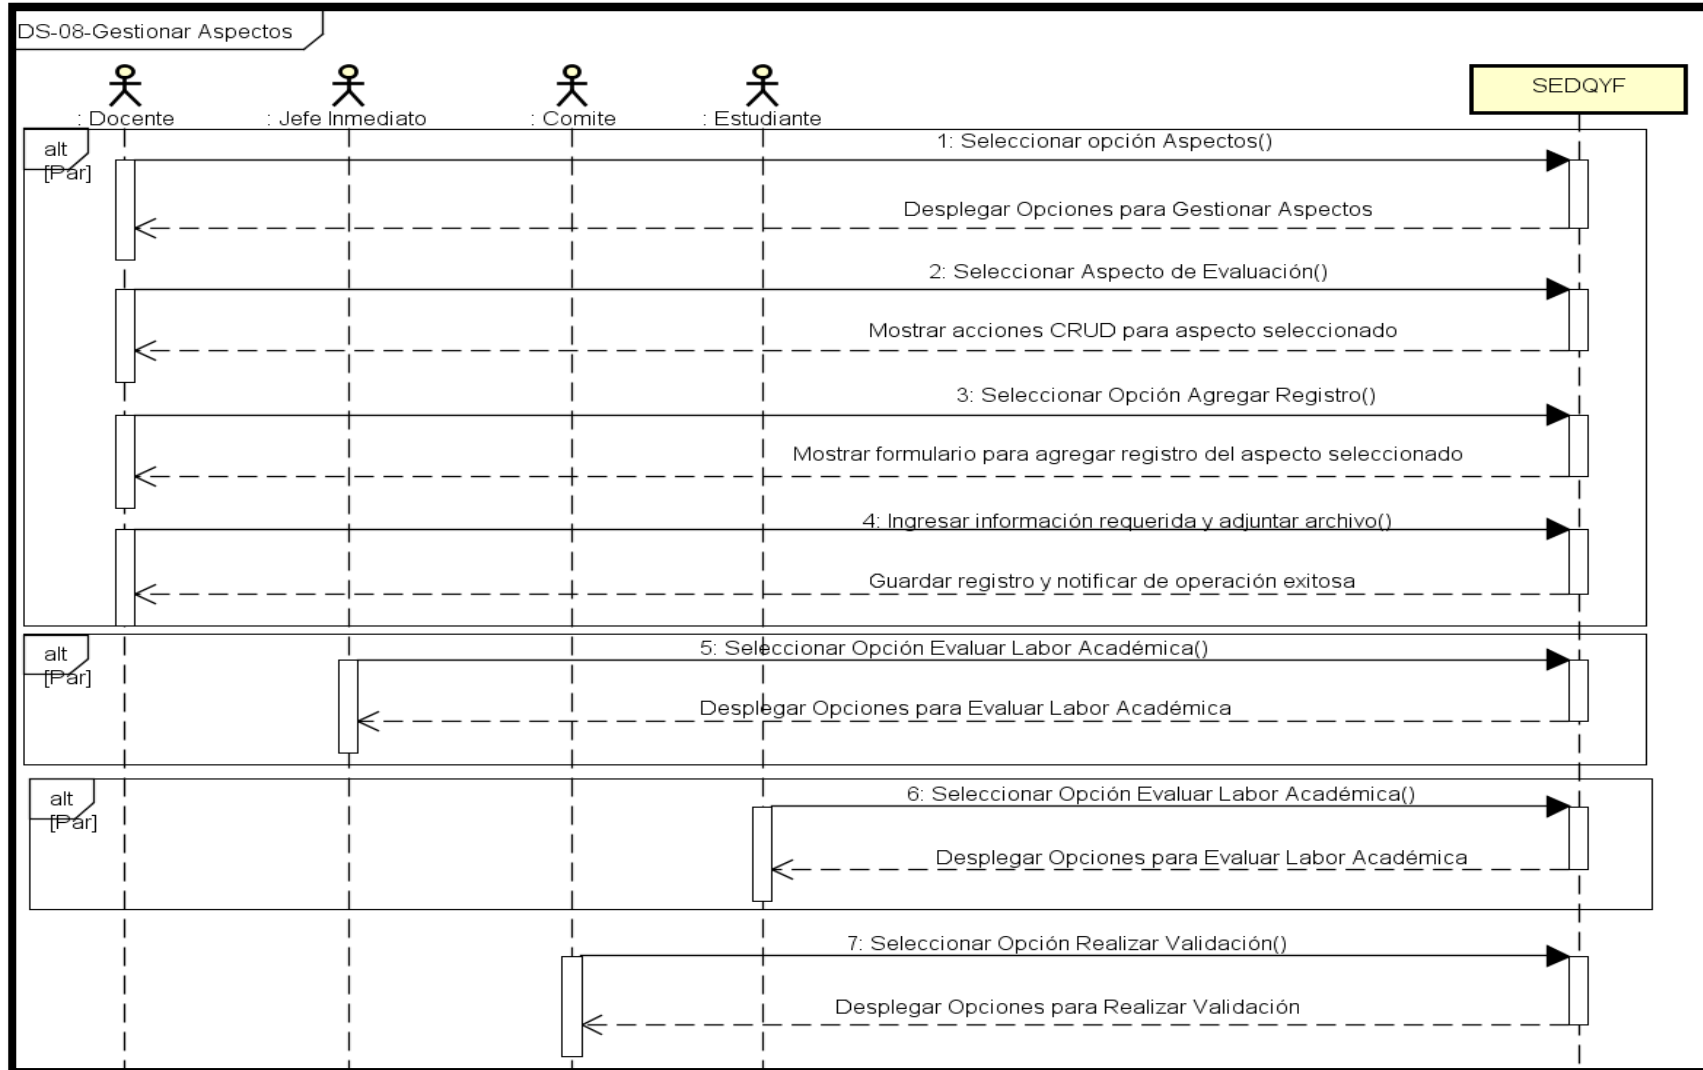 DS-08-Gestionar Aspectos
: Docente
: Jefe Inmediato
: Comite
: Estudiante
SEDQYF
alt
[Par]
1: Seleccionar opción Aspectos()
Desplegar Opciones para Gestionar Aspectos
2: Seleccionar Aspecto de Evaluación()
Mostrar acciones CRUD para aspecto seleccionado
3: Seleccionar Opción Agregar Registro()
Mostrar formulario para agregar registro del aspecto seleccionado
4: Ingresar información requerida y adjuntar archivo()
Guardar registro y notificar de operación exitosa
alt
[Par]
5: Seleccionar Opción Evaluar Labor Académica()
Desplegar Opciones para Evaluar Labor Académica
alt
[Par]
6: Seleccionar Opción Evaluar Labor Académica()
Desplegar Opciones para Evaluar Labor Académica
7: Seleccionar Opción Realizar Validación()
Desplegar Opciones para Realizar Validación